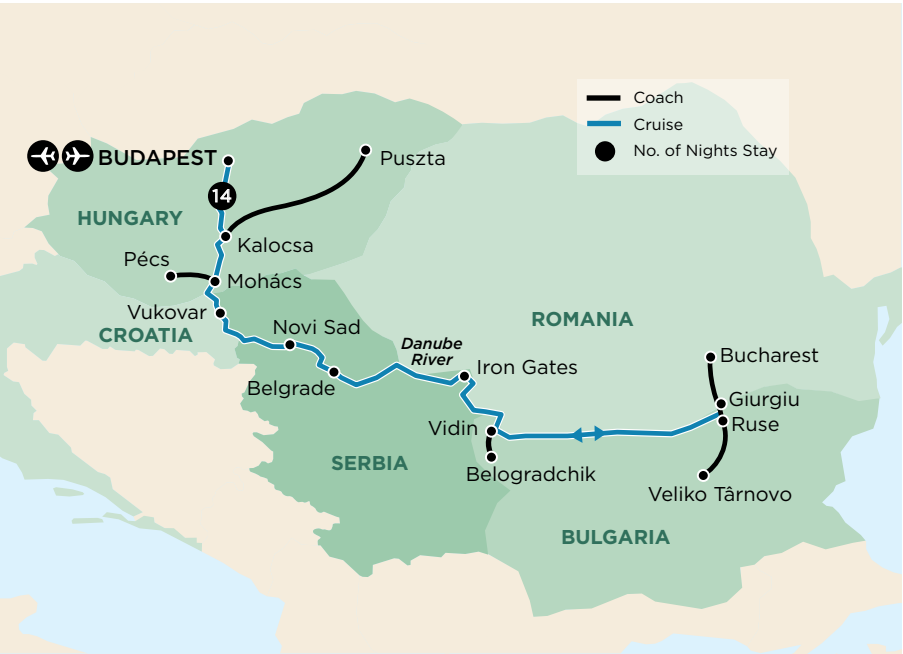 Coach
Cruise
No. of Nights Stay
BUDAPEST
Puszta
14
HUNGARY
Kalocsa
Pécs
Mohács
Vukovar
CROATIA
Novi Sad
ROMANIA
Danube
River
Bucharest
Iron Gates
Belgrade
Giurgiu
Ruse
Vidin
SERBIA
Belogradchik
Veliko Târnovo
BULGARIA